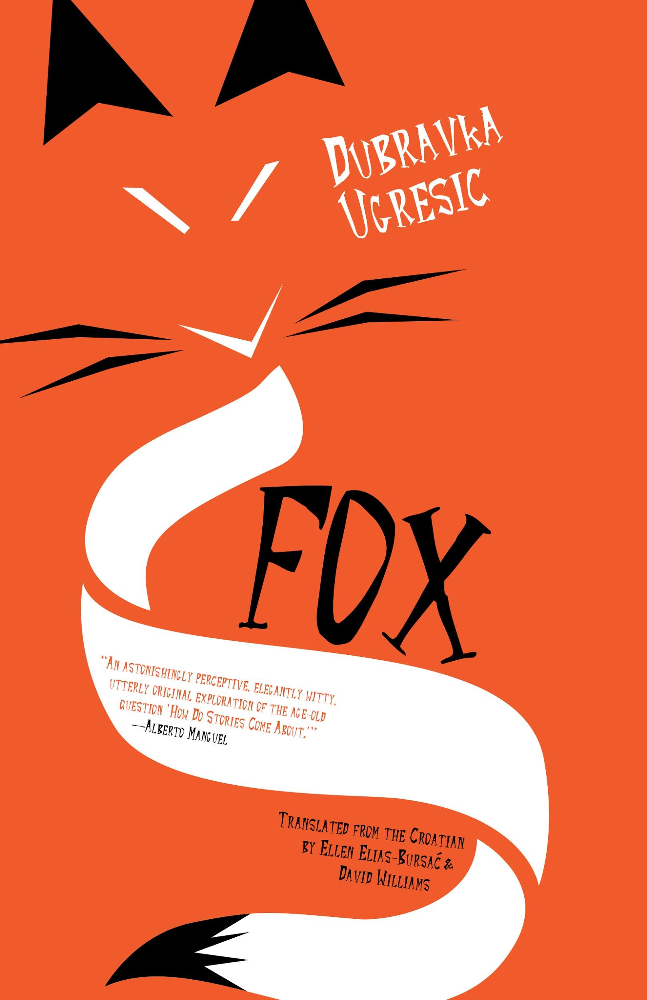 Dubravka
Ugresic
Fox
“An astonishingly perceptive, elegantly witty,
utterly original exploration of the age-old
question ‘How Do Stories Come About.’”
—Alberto Manguel
Translated from the Croatian
by Ellen Elias-Bursać &
David Williams